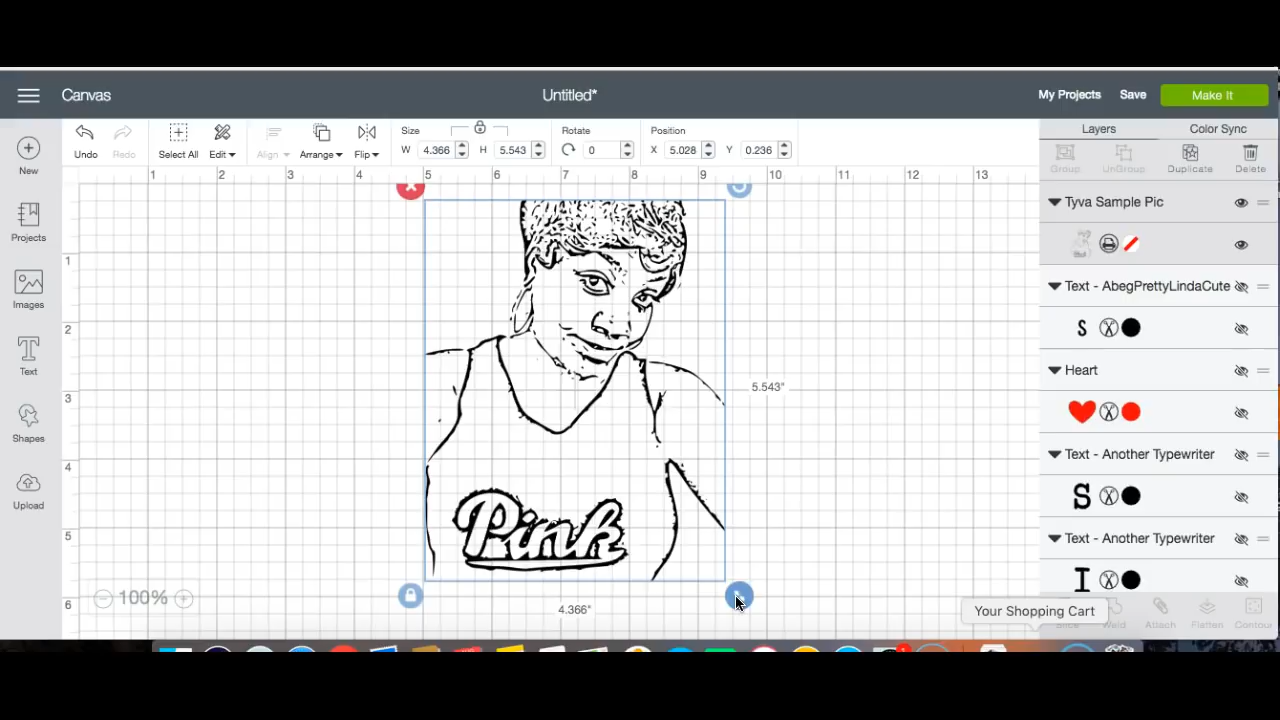 Canvas
Untitled*
My Projects Save Make It
Undo Redo Select All Edit Align Arrange Flip
Size
W 4.366 H 5.543
Rotate
0
Position
X 5.028 Y 0.236
Layers Color Sync
Group UnGroup Duplicate Delete
New
Projects
Images
Text
Shapes
Upload
1 2 3 4 5 6 7 8 9 10 11 12 13
1
2
3
4
5
6
Pink
5.543"
4.366"
100%
Tyva Sample Pic
Text - AbegPrettyLindaCute
S
Heart
Text - Another Typewriter
S
Text - Another Typewriter
I
Your Shopping Cart
Slice Weld Attach Flatten Contour